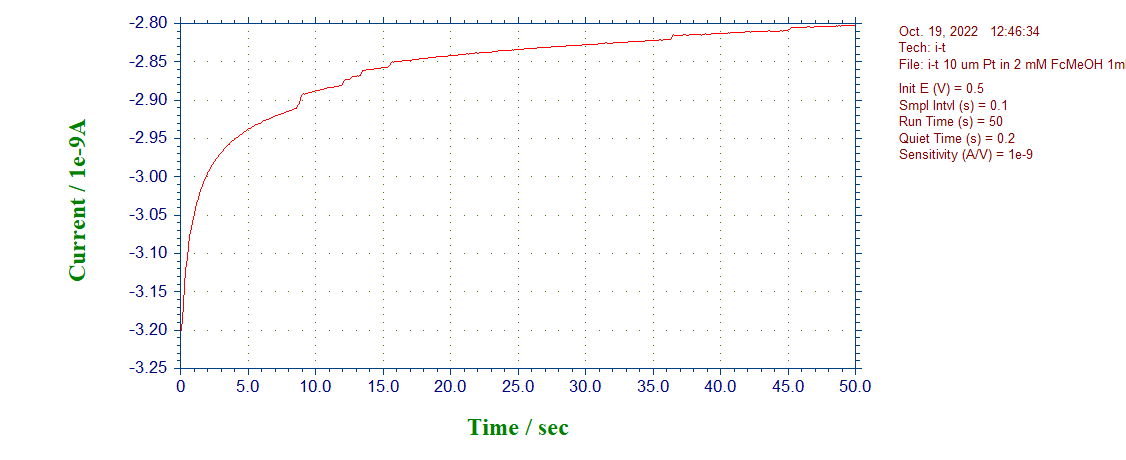 -2.80
-2.85
-2.90
-2.95
-3.00
-3.05
-3.10
-3.15
-3.20
-3.25
Current / 1e-9A
0 5.0 10.0 15.0 20.0 25.0 30.0 35.0 40.0 45.0 50.0
Time / sec
Oct. 19, 2022 12:46:34
Tech: i-t
File: i-t 10 um Pt in 2 mM FcMeOH
Init E (V) = 0.5
Smpl Intvl (s) = 0.1
Run Time (s) = 50
Quiet Time (s) = 0.2
Sensitivity (A/V) = 1e-9